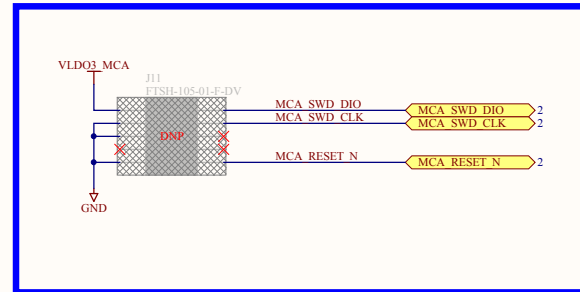 J11
VLDO3_MCA
FTSH-105-01-F-DV
MCA_SWD_DIO
MCA_SWD_DIO
2
MCA_SWD_CLK
MCA_SWD_CLK
2
DNP
MCA_RESET_N
MCA_RESET_N
2
GND